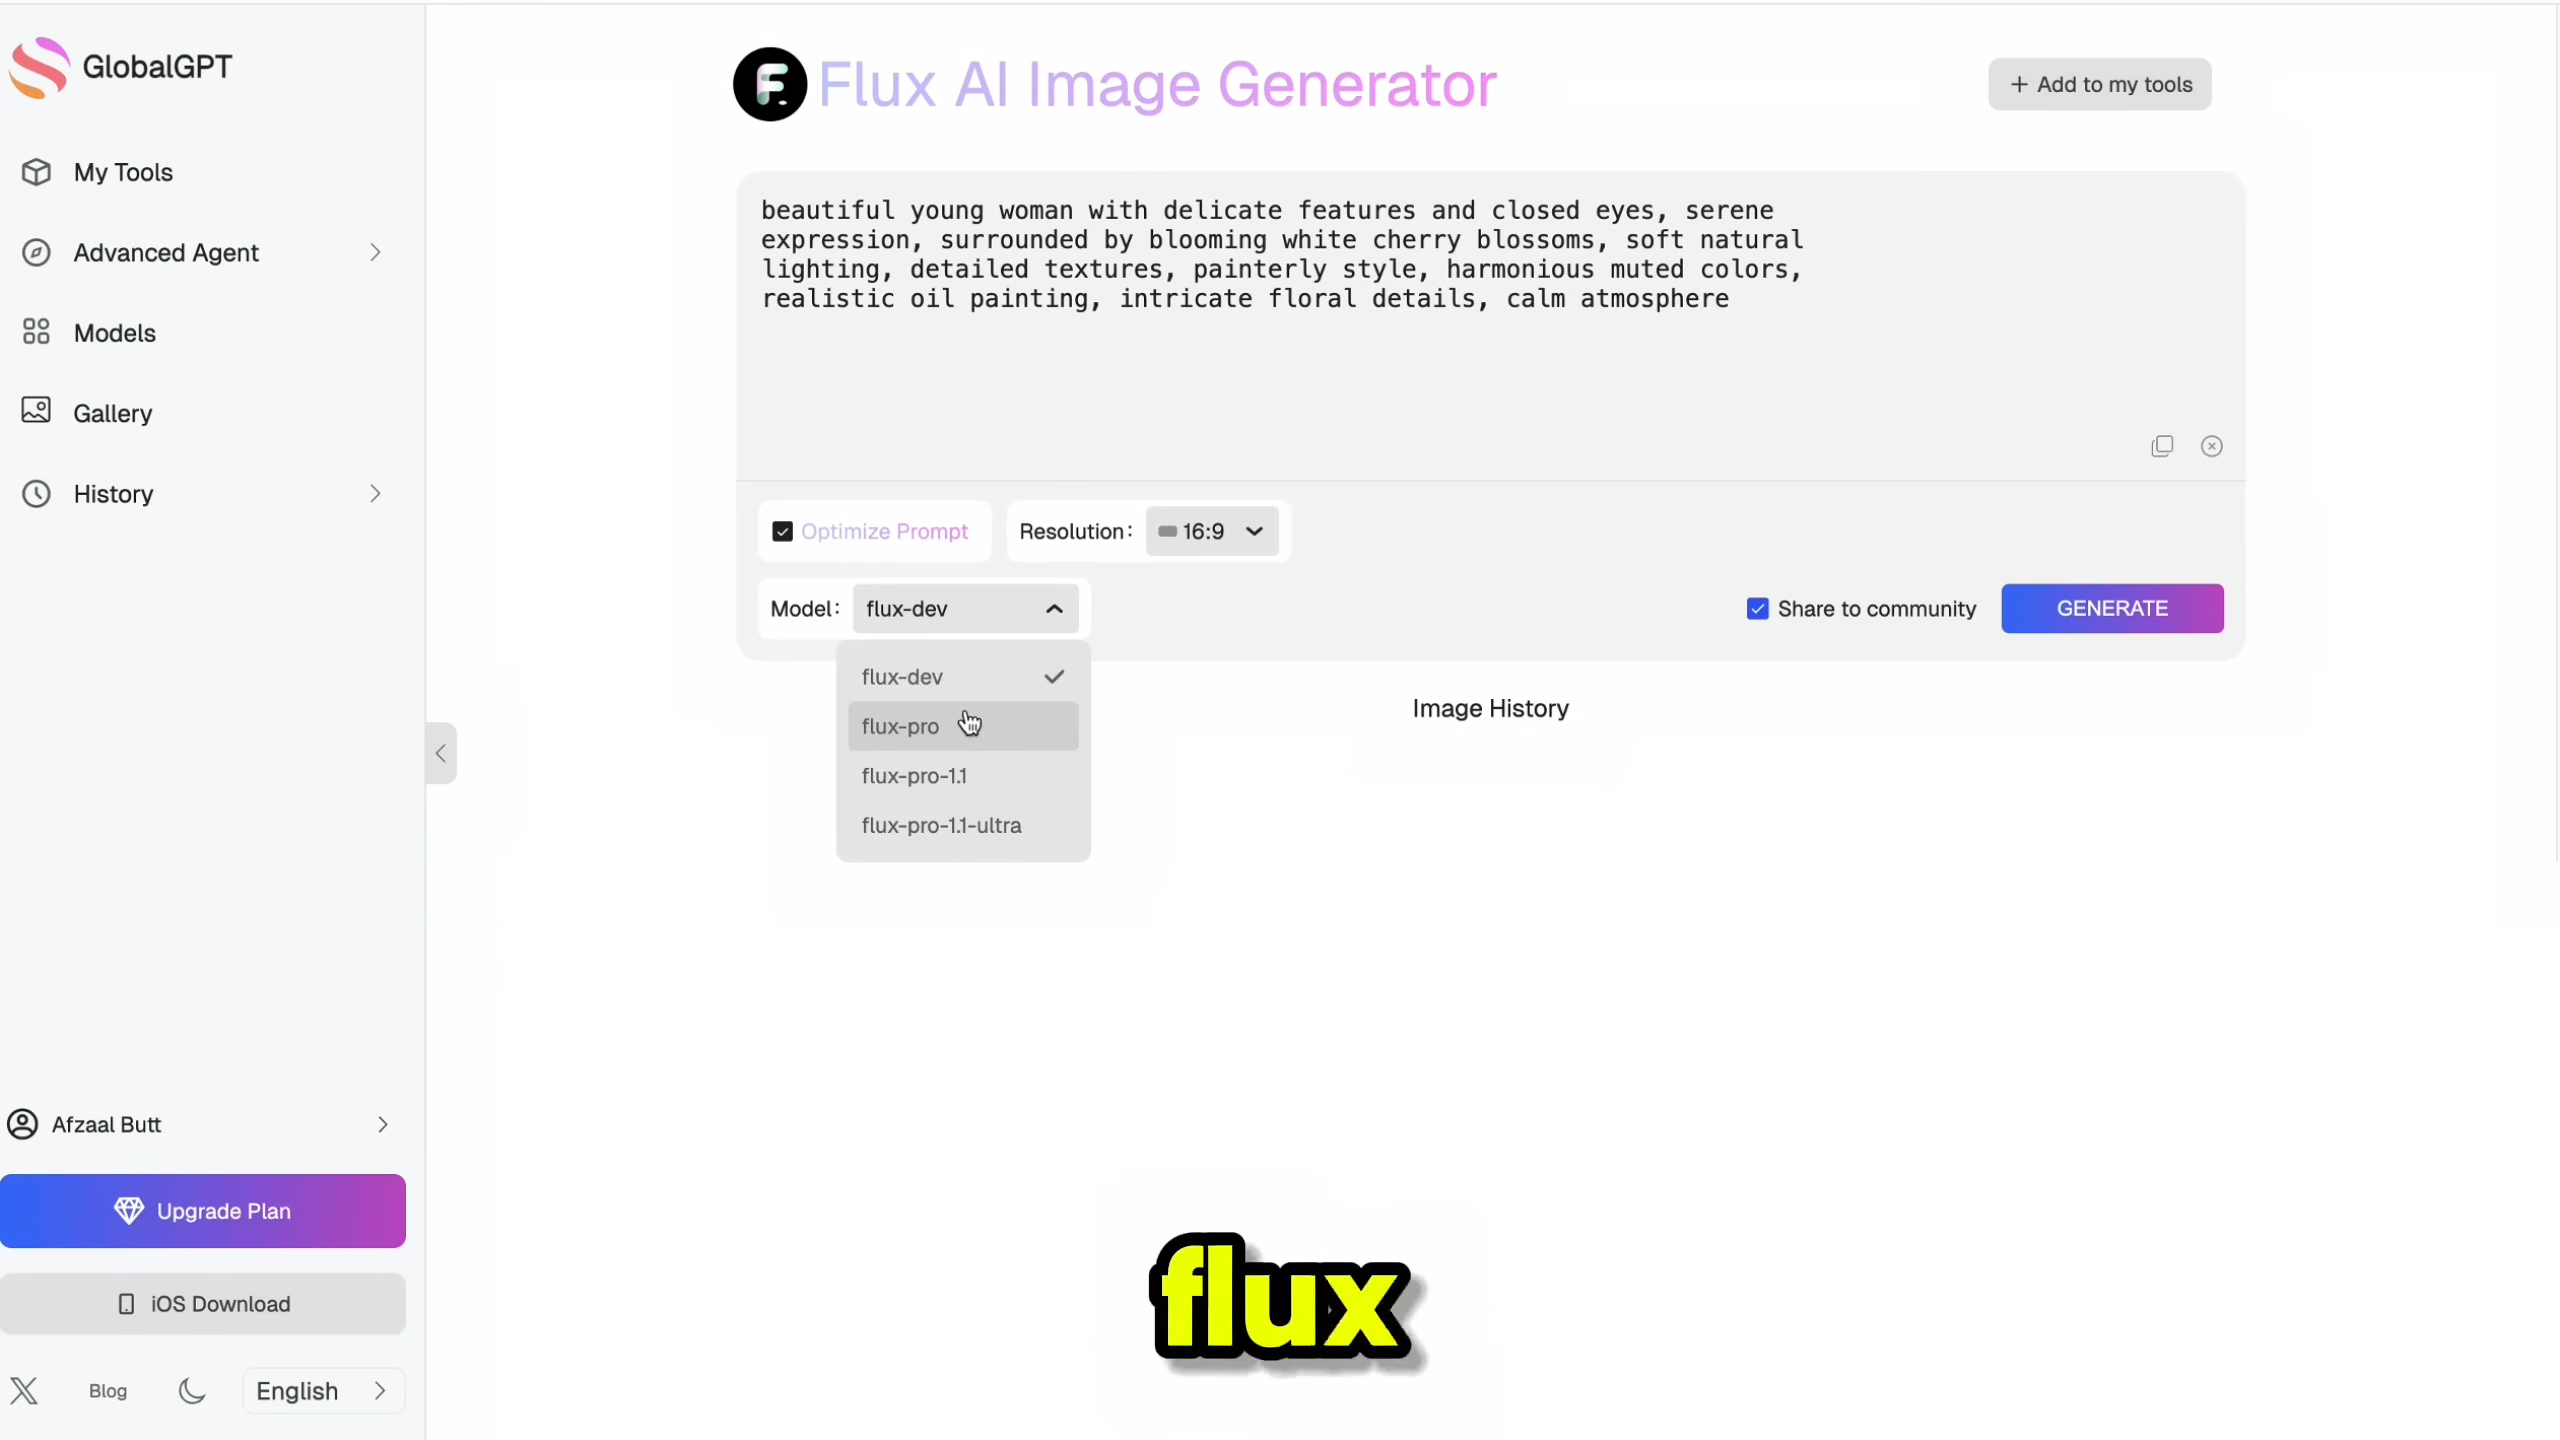 GlobalGPT
My Tools
Advanced Agent
Models
Gallery
History
Afzaal Butt
Upgrade Plan
iOS Download
Blog
English
Flux AI Image Generator
+ Add to my tools
beautiful young woman with delicate features and closed eyes, serene
expression, surrounded by blooming white cherry blossoms, soft natural
lighting, detailed textures, painterly style, harmonious muted colors,
realistic oil painting, intricate floral details, calm atmosphere
Optimize Prompt
Resolution: 16:9
Model: flux-dev
Share to community
GENERATE
flux-dev
flux-pro
flux-pro-1.1
flux-pro-1.1-ultra
Image History
flux